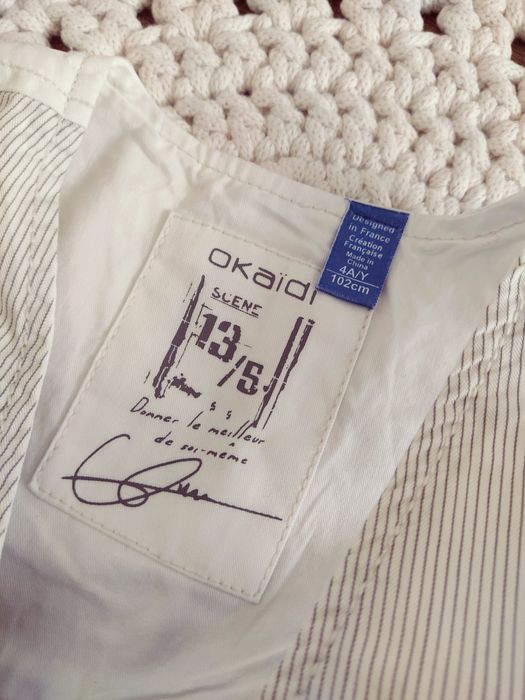 okaïdi
SCENE
13/5
Donner le meilleur
de soi-même
Designed
in France
Création
Française
Made in
China
4A/Y
102cm